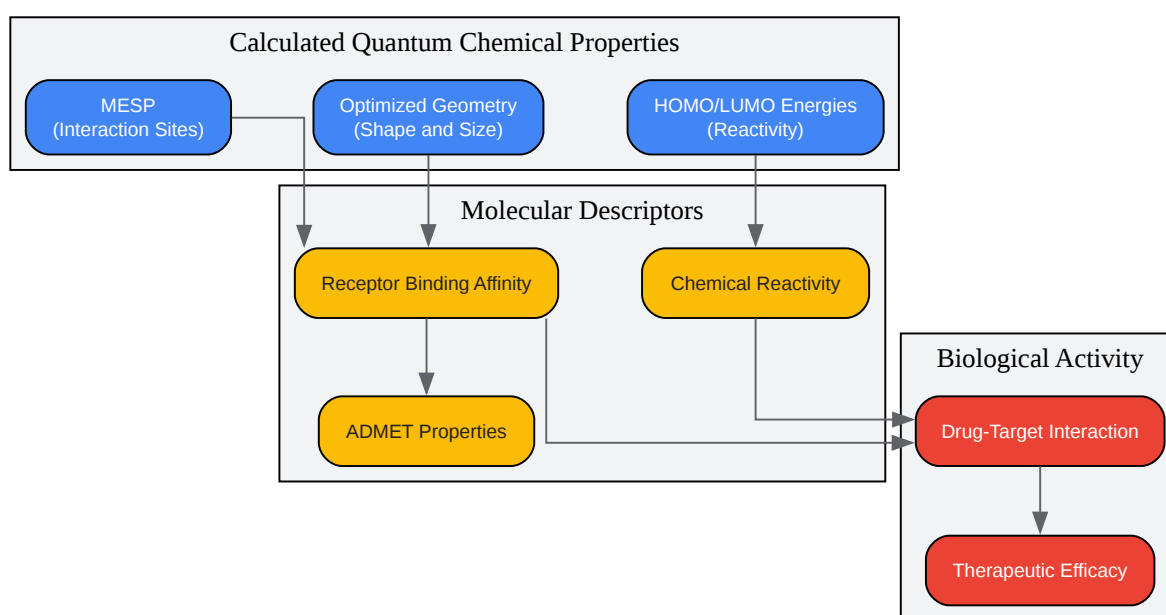 Calculated Quantum Chemical Properties
MESP
(Interaction Sites)
Optimized Geometry
(Shape and Size)
HOMO/LUMO Energies
(Reactivity)
Molecular Descriptors
Receptor Binding Affinity
Chemical Reactivity
ADMET Properties
Biological Activity
Drug-Target Interaction
Therapeutic Efficacy